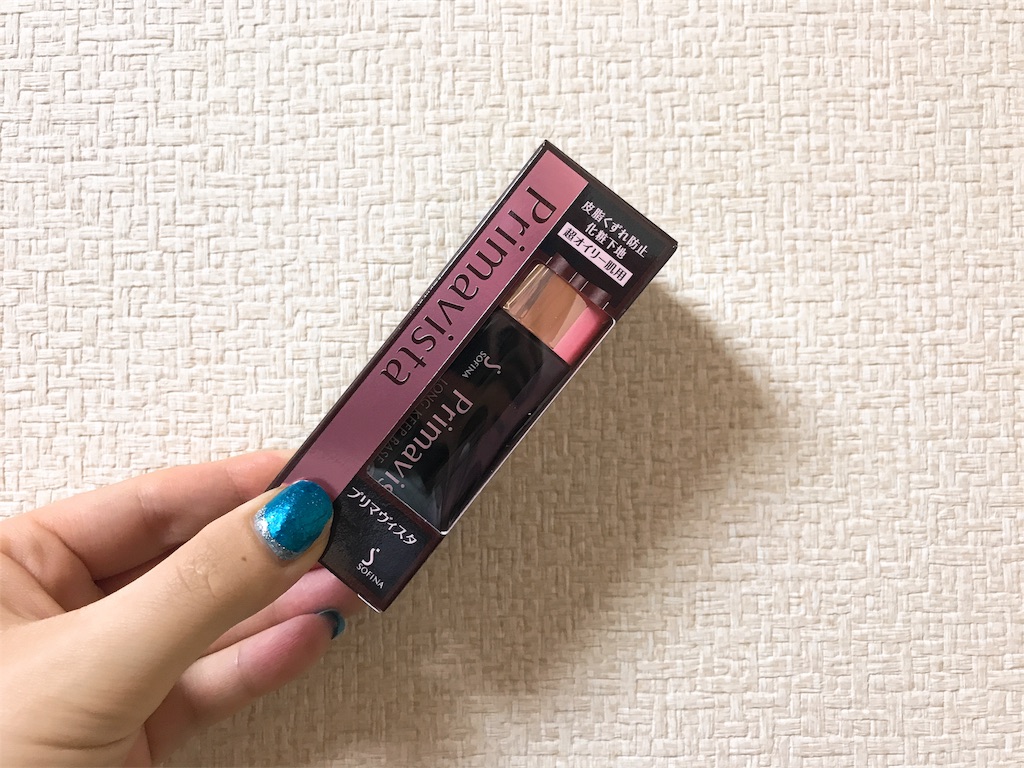 Primavista
皮脂くずれ防止
化粧下地
超オイリー肌用
SOFINA
Primavis
LONG KEEP BASE
プリマヴィスタ
SOFINA